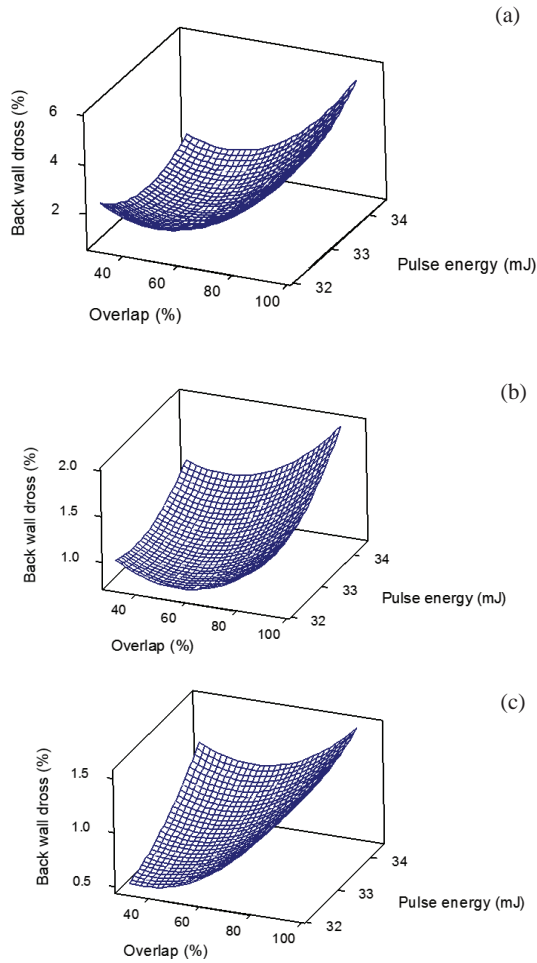 (a)
6
4
2
Back wall dross (%)
40
60
80
100
Overlap (%)
32
33
34
Pulse energy (mJ)
(b)
2.0
1.5
1.0
Back wall dross (%)
40
60
80
100
Overlap (%)
32
33
34
Pulse energy (mJ)
(c)
1.5
1.0
0.5
Back wall dross (%)
40
60
80
100
Overlap (%)
32
33
34
Pulse energy (mJ)